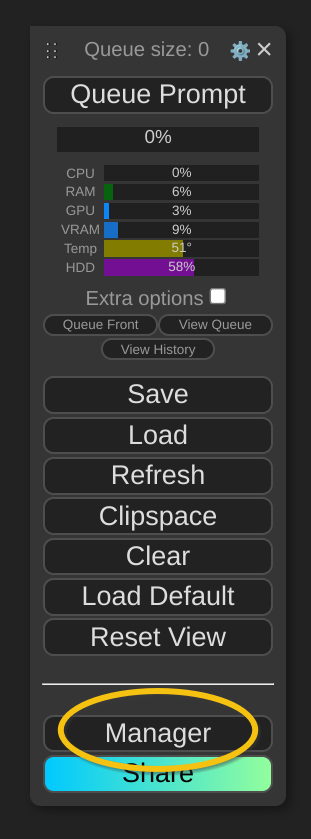 Queue size: 0
Queue Prompt
0%
CPU 0%
RAM 6%
GPU 3%
VRAM 9%
Temp 51°
HDD 58%
Extra options
Queue Front View Queue
View History
Save
Load
Refresh
Clipspace
Clear
Load Default
Reset View
Manager
Share